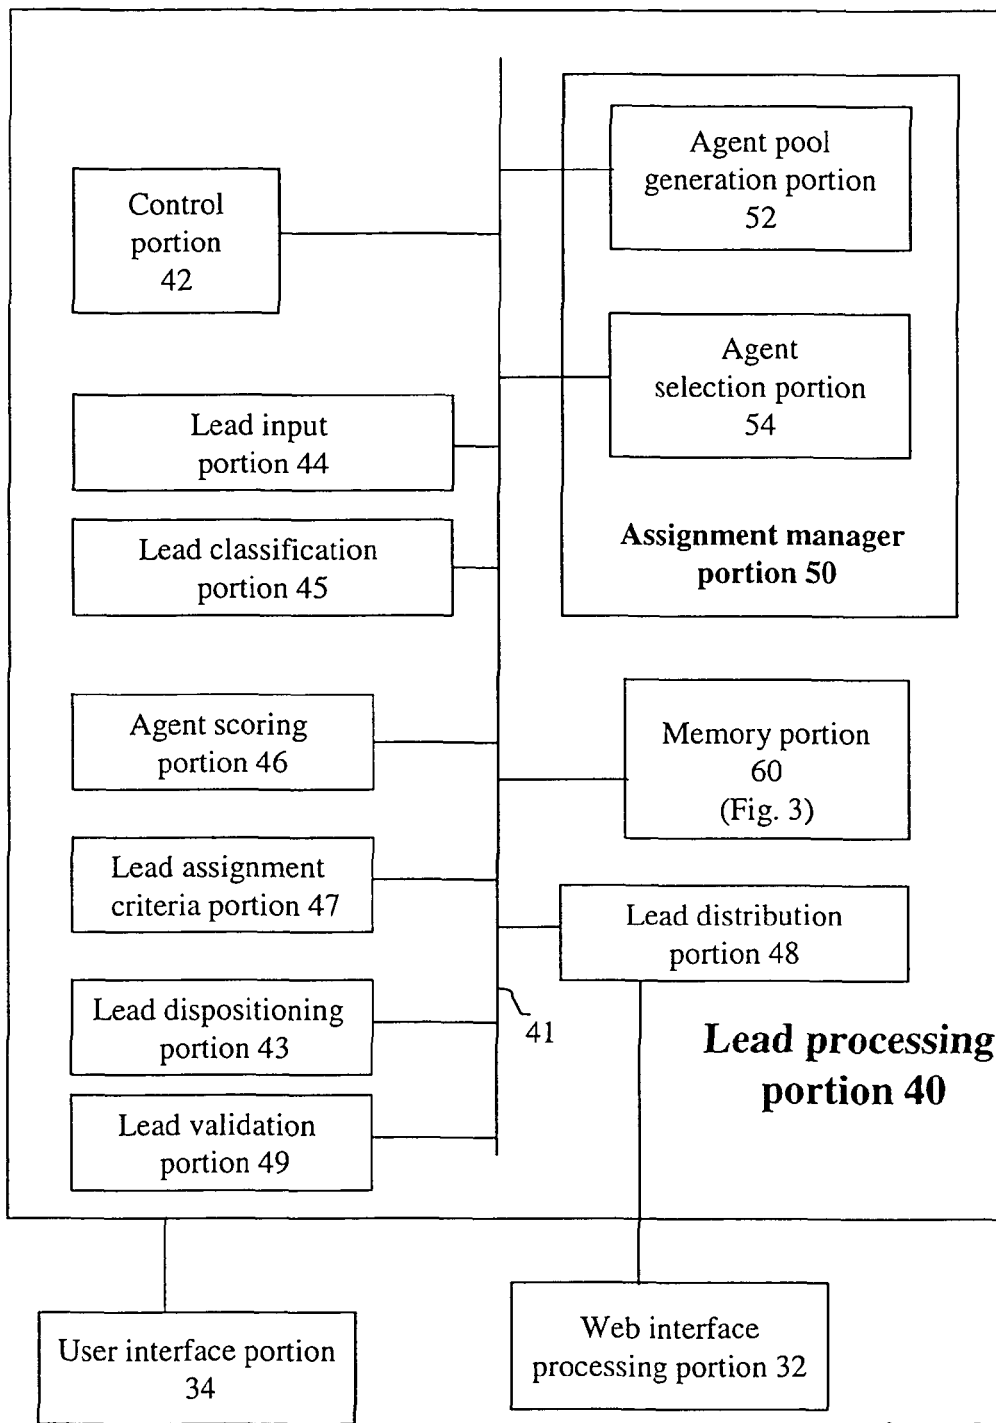 Control
portion
42
Lead input
portion 44
Lead classification
portion 45
Agent scoring
portion 46
Lead assignment
criteria portion 47
Lead dispositioning
portion 43
Lead validation
portion 49
Agent pool
generation portion
52
Agent
selection portion
54
Assignment manager
portion 50
Memory portion
60
(Fig. 3)
Lead distribution
portion 48
41
Lead processing
portion 40
User interface portion
34
Web interface
processing portion 32